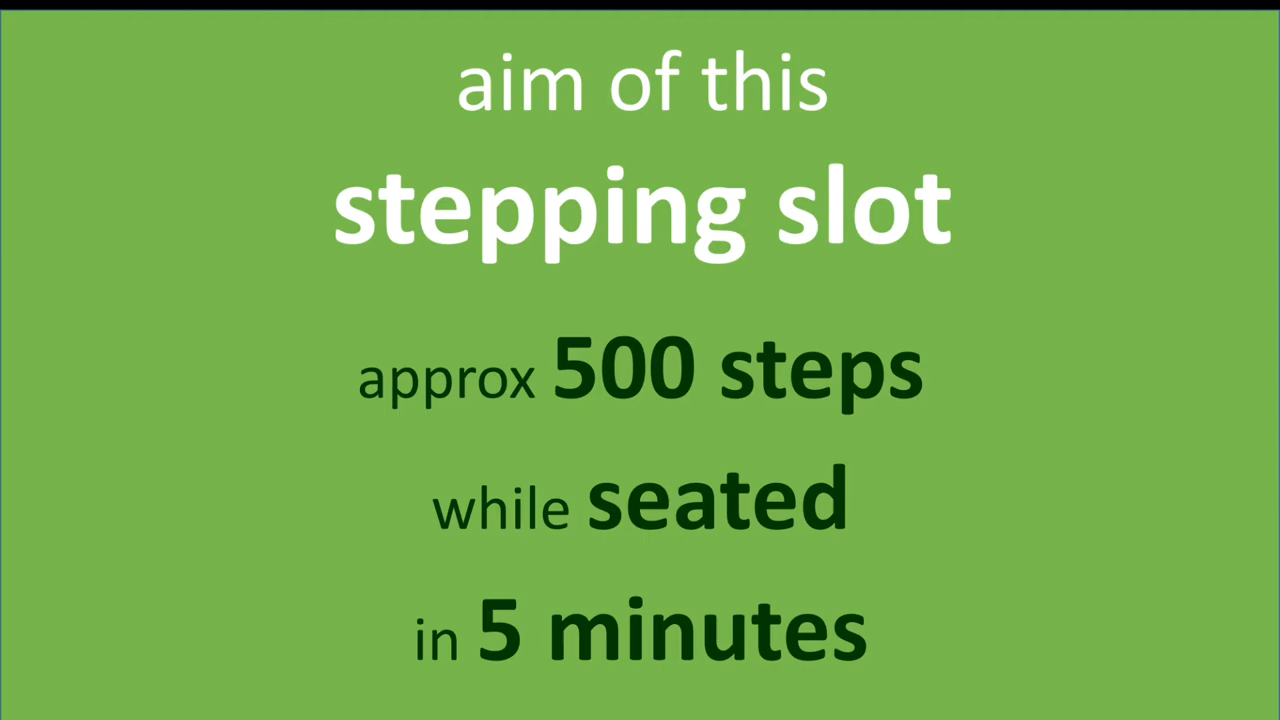 aim of this
stepping slot
approx 500 steps
while seated
in 5 minutes